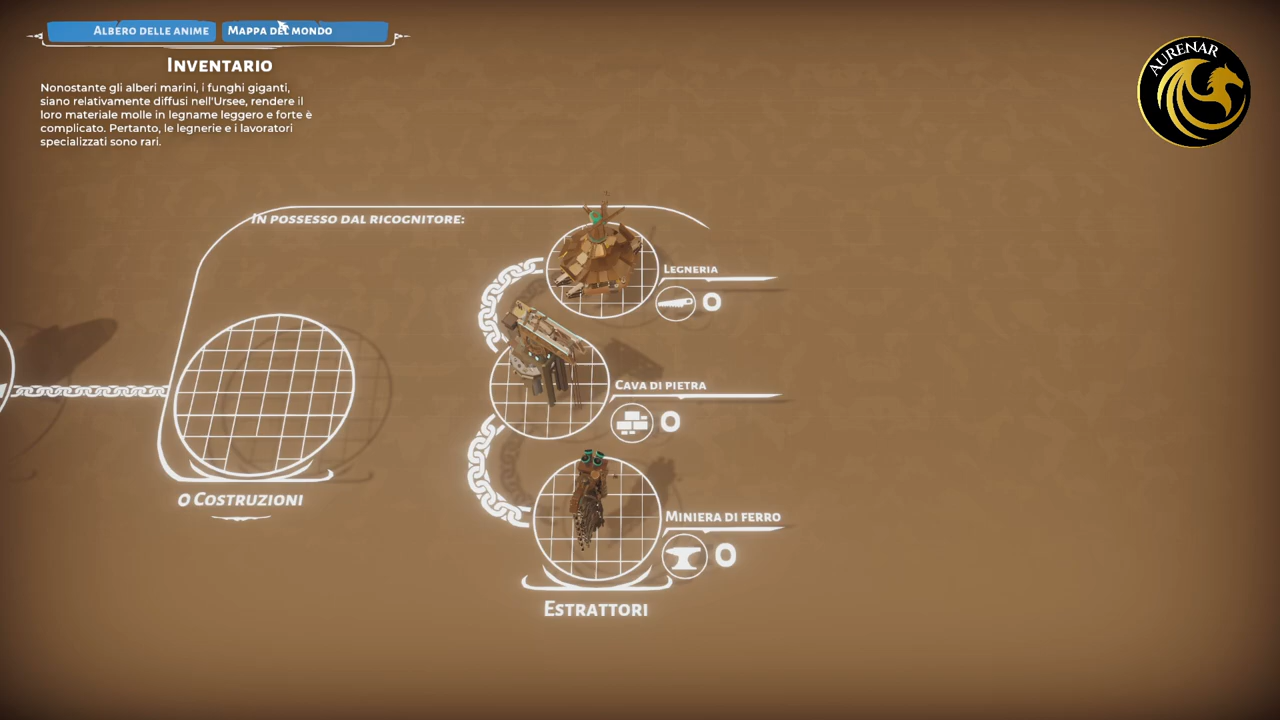 ALBERO DELLE ANIME
MAPPA DEL MONDO
INVENTARIO
Nonostante gli alberi marini, i funghi giganti,
siano relativamente diffusi nell'Ursee, rendere il
loro materiale molle in legname leggero e forte è
complicato. Pertanto, le legnerie e i lavoratori
specializzati sono rari.
AURENAR
IN POSSESSO DAL RICOGNITORE:
LEGNERIA
0
CAVA DI PIETRA
0
0 COSTRUZIONI
MINIERA DI FERRO
0
ESTRATTORI